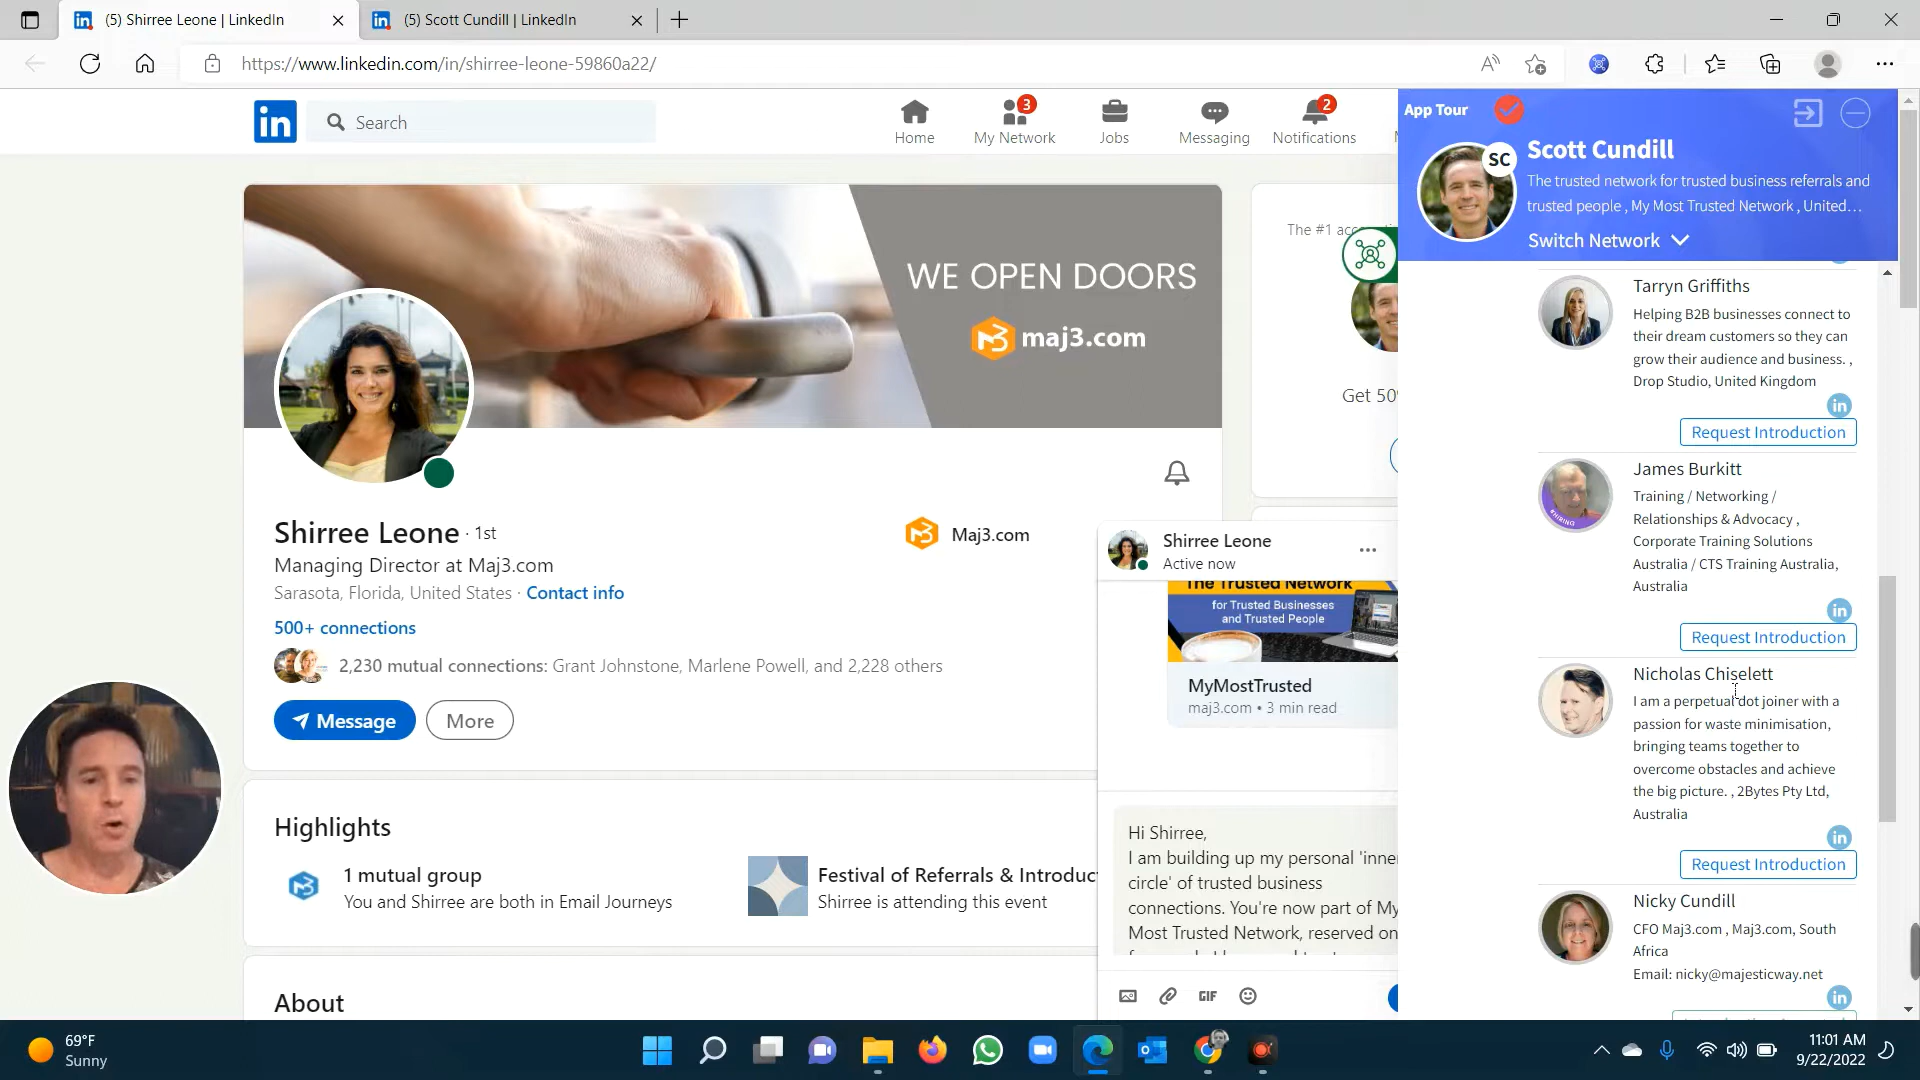 (5) Shirree Leone | LinkedIn
(5) Scott Cundill | LinkedIn
https://www.linkedin.com/in/shirree-leone-59860a22/
in
Search
Home
3
My Network
Jobs
Messaging
2
Notifications
WE OPEN DOORS
maj3.com
Shirree Leone · 1st
Managing Director at Maj3.com
Sarasota, Florida, United States · Contact info
500+ connections
2,230 mutual connections: Grant Johnstone, Marlene Powell, and 2,228 others
Message
More
Maj3.com
Highlights
1 mutual group
You and Shirree are both in Email Journeys
Festival of Referrals & Introduc
Shirree is attending this event
About
The #1
Get 50
Shirree Leone
Active now
The Trusted Network
for Trusted Businesses
and Trusted People
MyMostTrusted
maj3.com • 3 min read
Hi Shirree,
I am building up my personal 'inne
circle' of trusted business
connections. You're now part of My
Most Trusted Network, reserved on
GIF
App Tour
SC
Scott Cundill
The trusted network for trusted business referrals and
trusted people , My Most Trusted Network , United...
Switch Network
Tarryn Griffiths
Helping B2B businesses connect to
their dream customers so they can
grow their audience and business. ,
Drop Studio, United Kingdom
in
Request Introduction
James Burkitt
#HIRING
Training / Networking /
Relationships & Advocacy ,
Corporate Training Solutions
Australia / CTS Training Australia,
Australia
in
Request Introduction
Nicholas Chiselett
I am a perpetual dot joiner with a
passion for waste minimisation,
bringing teams together to
overcome obstacles and achieve
the big picture. , 2Bytes Pty Ltd,
Australia
in
Request Introduction
Nicky Cundill
CFO Maj3.com , Maj3.com, South
Africa
Email: nicky@majesticway.net
in
69°F
Sunny
11:01 AM
9/22/2022